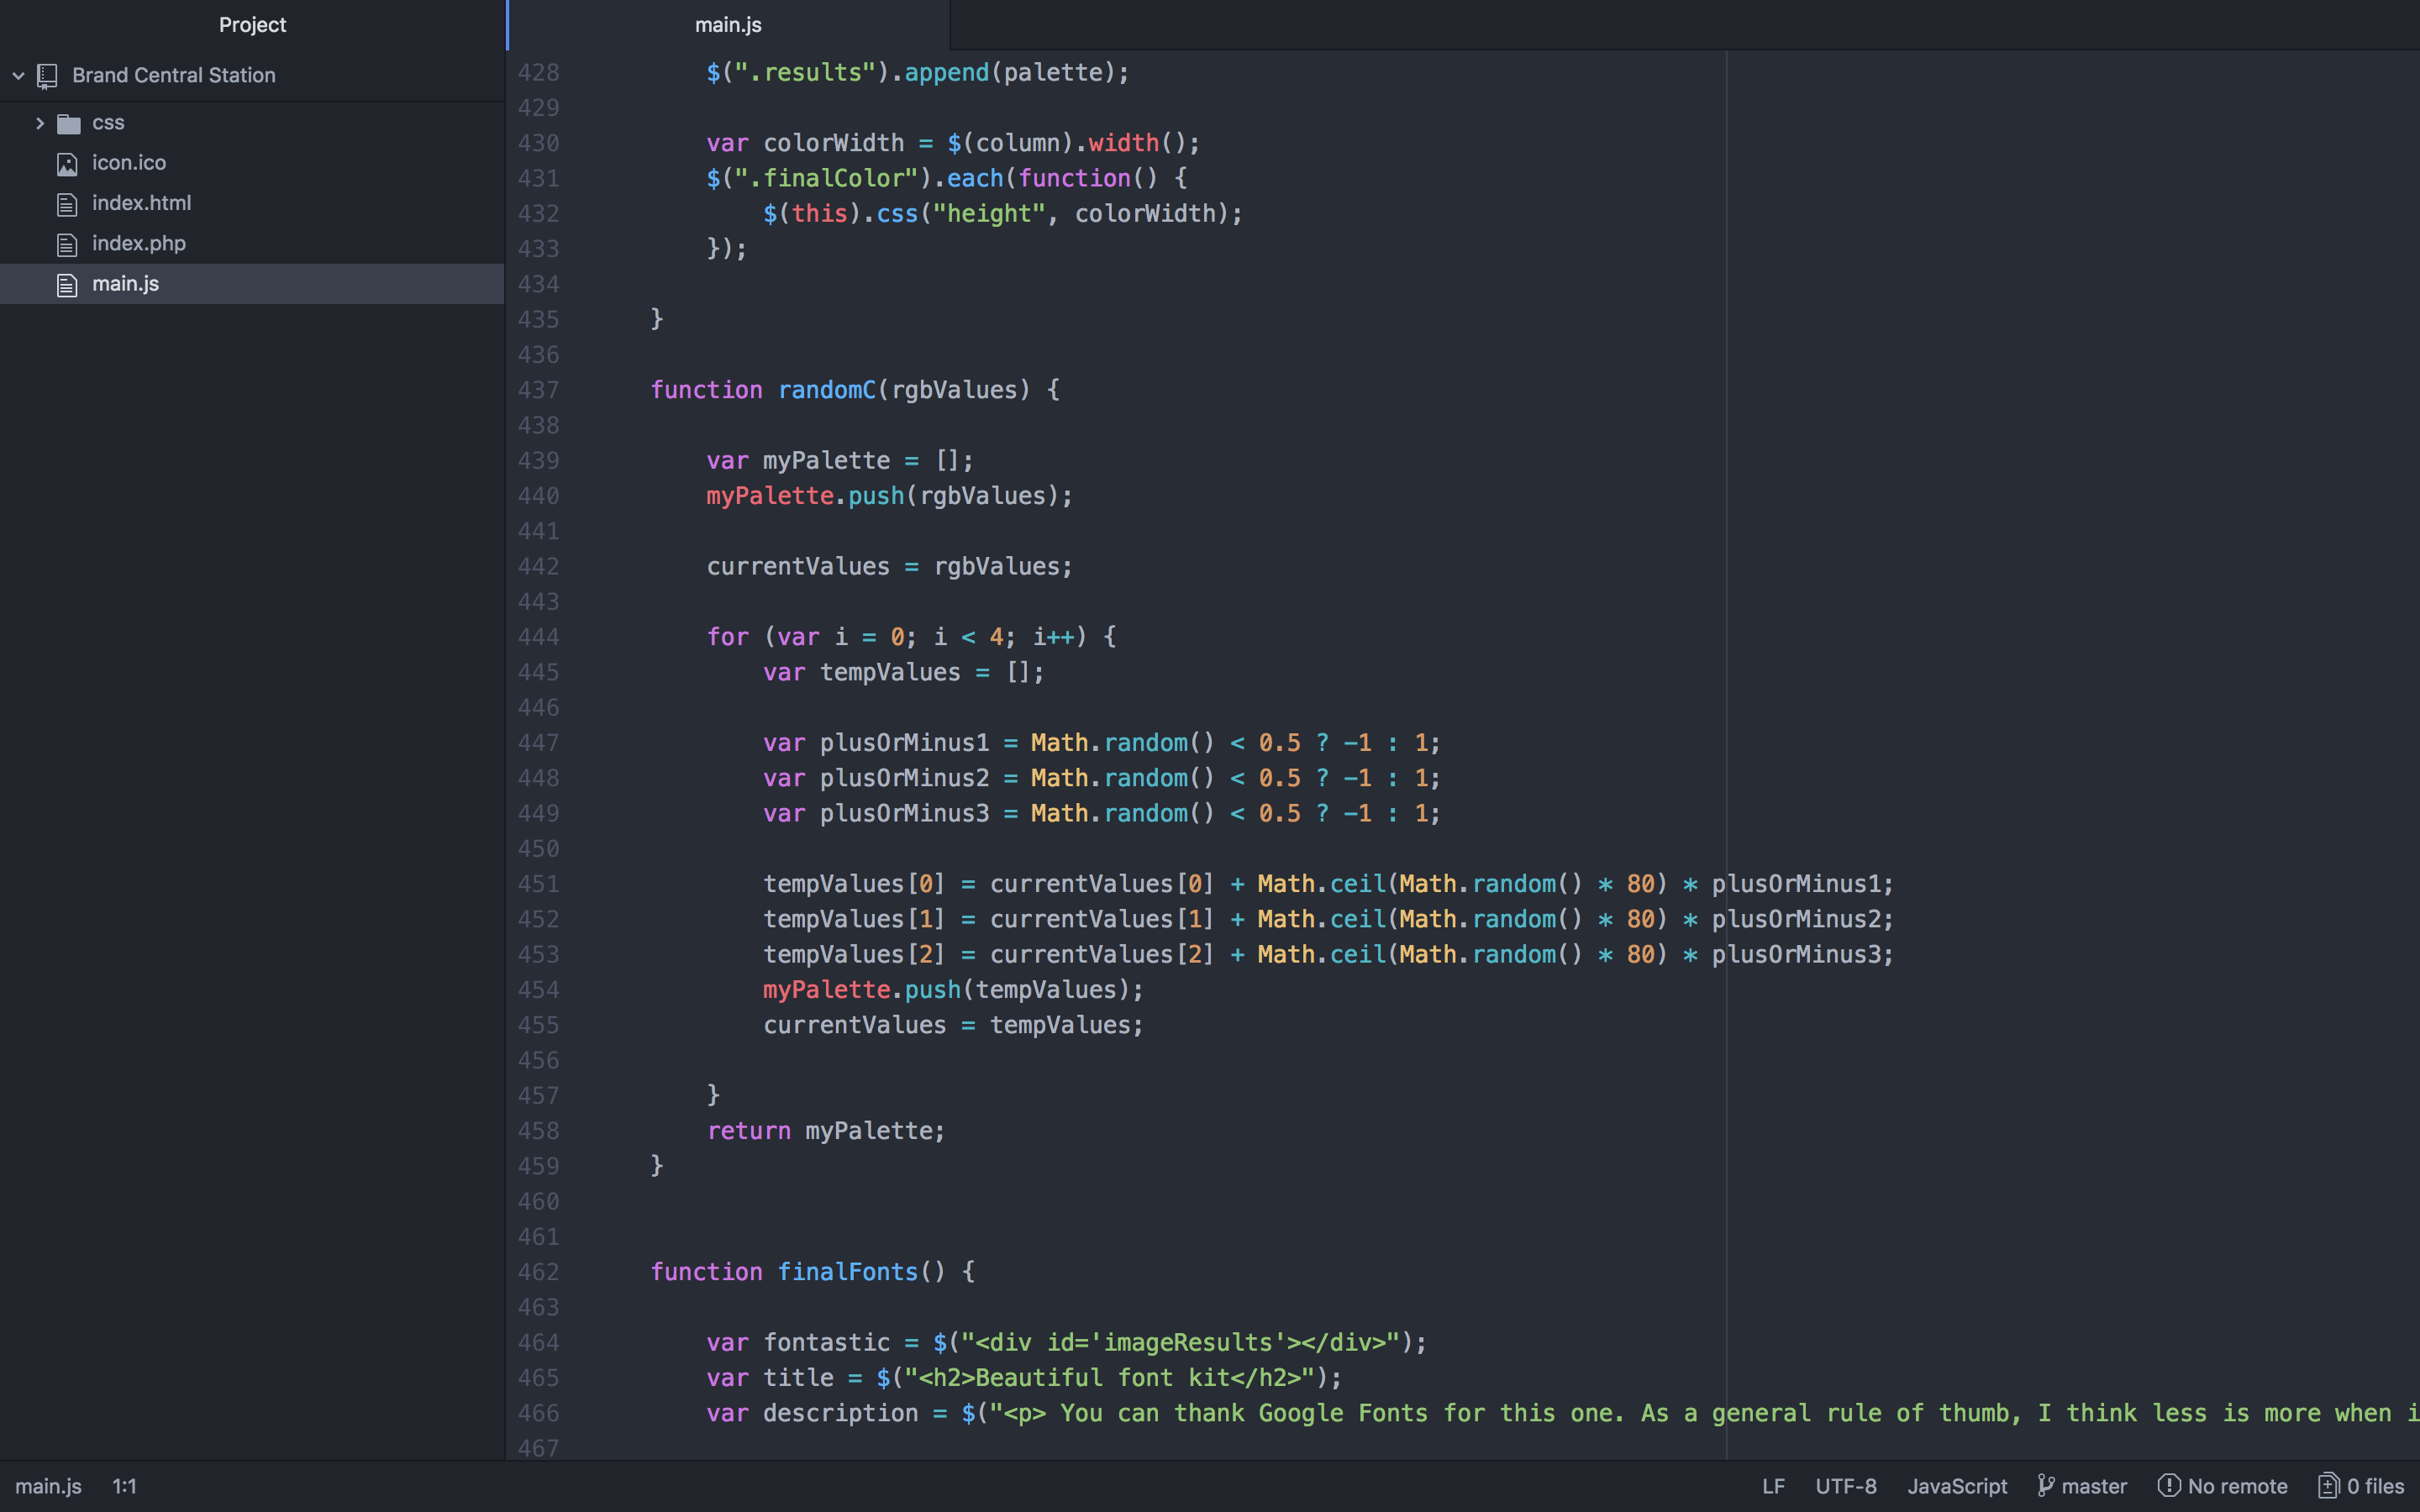 Project
main.js
Brand Central Station
css
icon.ico
index.html
index.php
main.js
428         $(".results").append(palette);
429
430         var colorWidth = $(column).width();
431         $(".finalColor").each(function() {
432             $(this).css("height", colorWidth);
433         });
434
435     }
436
437     function randomC(rgbValues) {
438
439         var myPalette = [];
440         myPalette.push(rgbValues);
441
442         currentValues = rgbValues;
443
444         for (var i = 0; i < 4; i++) {
445             var tempValues = [];
446
447             var plusOrMinus1 = Math.random() < 0.5 ? -1 : 1;
448             var plusOrMinus2 = Math.random() < 0.5 ? -1 : 1;
449             var plusOrMinus3 = Math.random() < 0.5 ? -1 : 1;
450
451             tempValues[0] = currentValues[0] + Math.ceil(Math.random() * 80) * plusOrMinus1;
452             tempValues[1] = currentValues[1] + Math.ceil(Math.random() * 80) * plusOrMinus2;
453             tempValues[2] = currentValues[2] + Math.ceil(Math.random() * 80) * plusOrMinus3;
454             myPalette.push(tempValues);
455             currentValues = tempValues;
456
457         }
458         return myPalette;
459     }
460
461
462     function finalFonts() {
463
464         var fontastic = $("<div id='imageResults'></div>");
465         var title = $("<h2>Beautiful font kit</h2>");
466         var description = $("<p> You can thank Google Fonts for this one. As a general rule of thumb, I think less is more when i
467
main.js 1:1 LF UTF-8 JavaScript master No remote 0 files